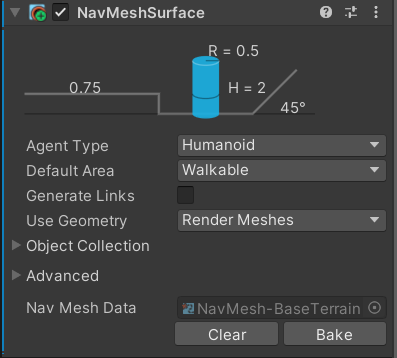 NavMeshSurface
R = 0.5
0.75
H = 2
45°
Agent Type Humanoid
Default Area Walkable
Generate Links
Use Geometry Render Meshes
Object Collection
Advanced
Nav Mesh Data NavMesh-BaseTerrain
Clear Bake